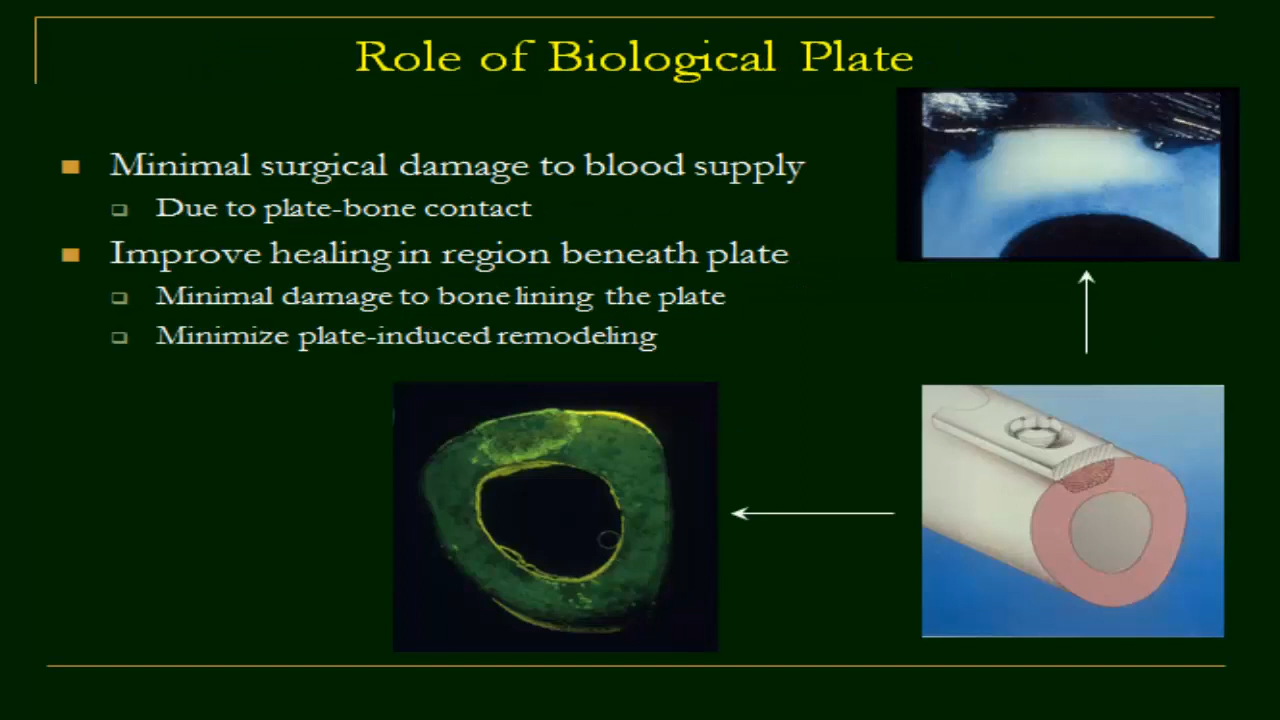 Role of Biological Plate
Minimal surgical damage to blood supply
Due to plate-bone contact
Improve healing in region beneath plate
Minimal damage to bone lining the plate
Minimize plate-induced remodeling